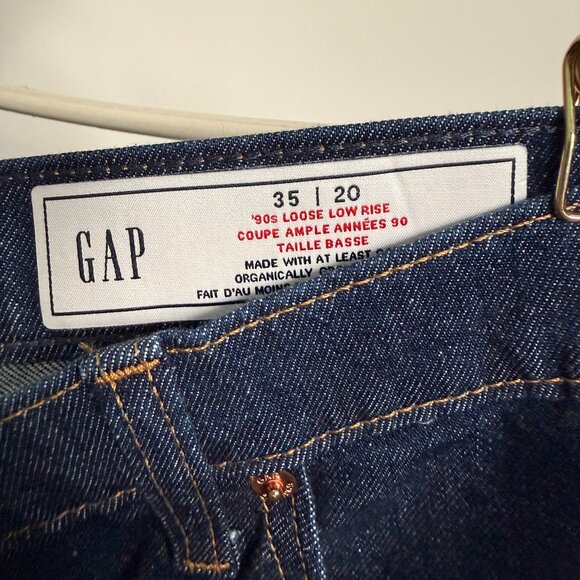 GAP
35 | 20
'90s LOOSE LOW RISE
COUPE AMPLE ANNÉES 90
TAILLE BASSE
MADE WITH AT LEAST
ORGANICALLY
FAIT D'AU MOINS